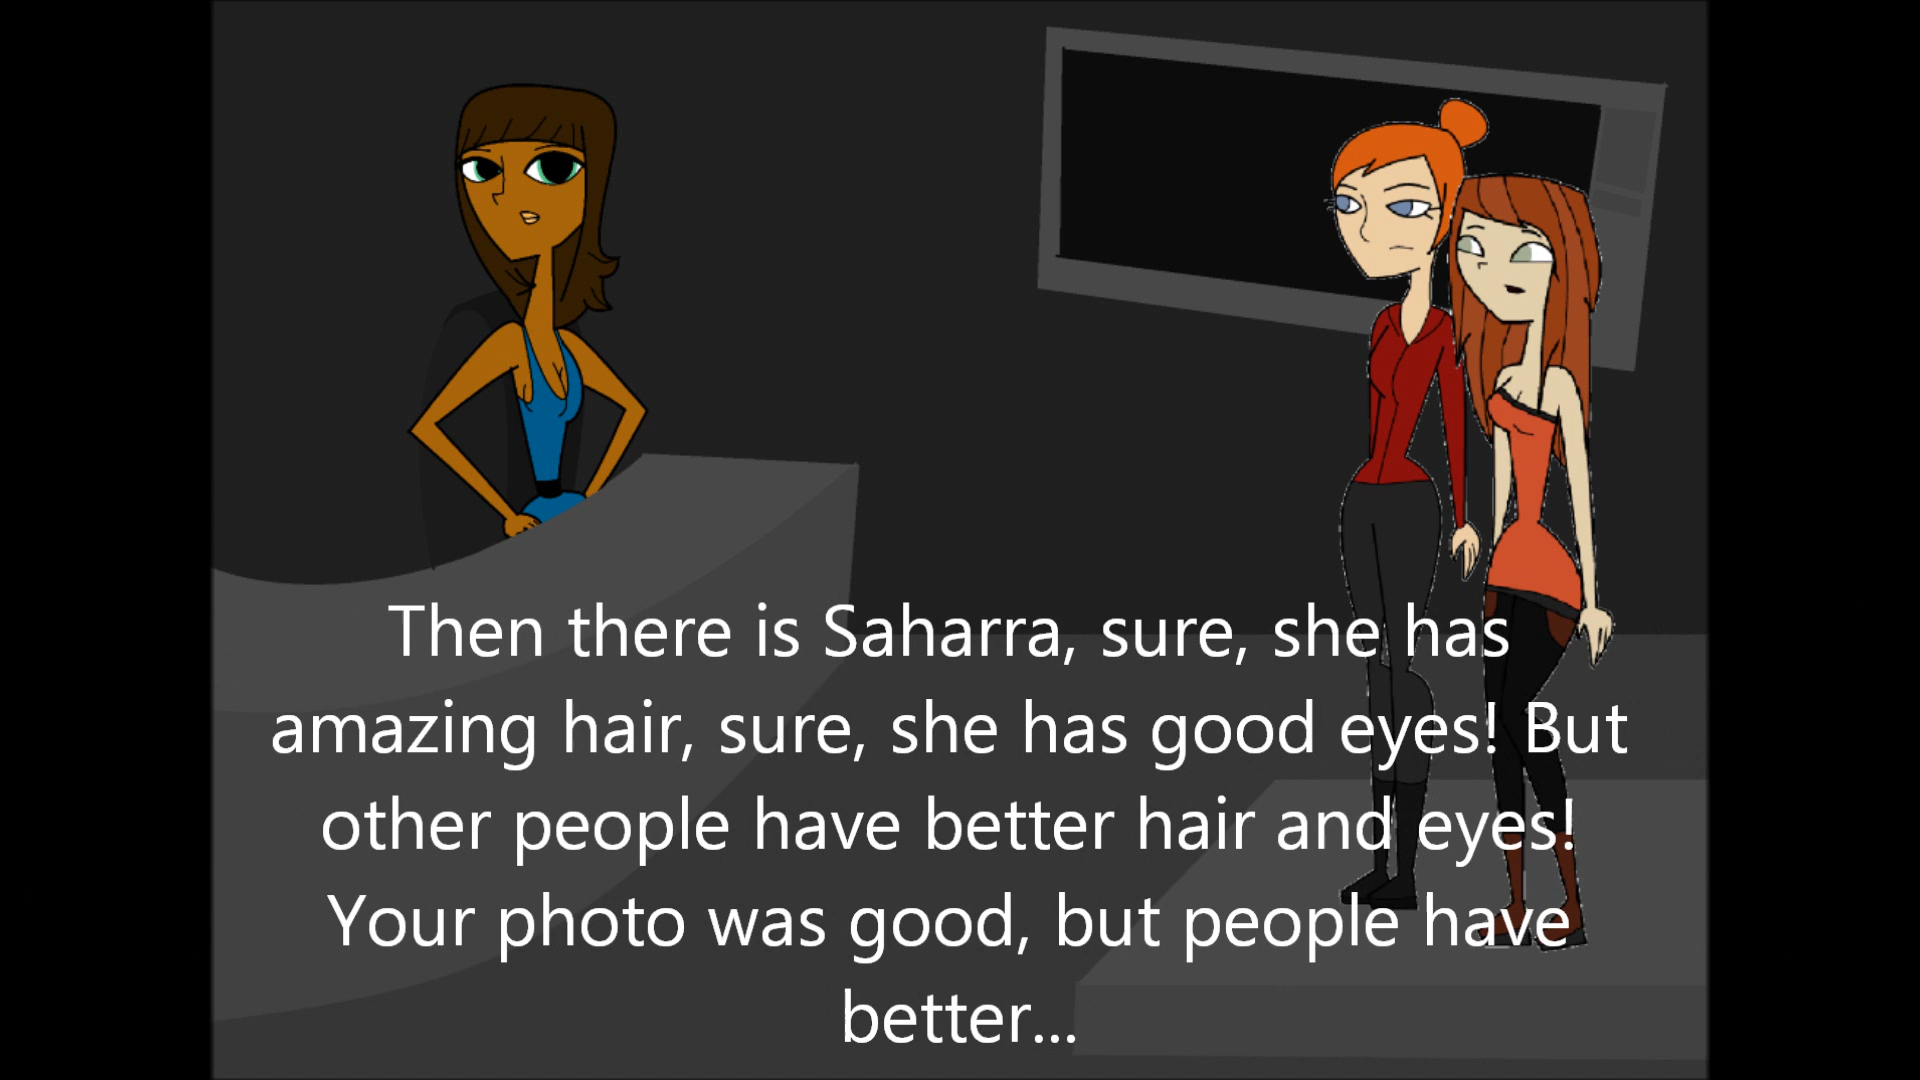 Then there is Saharra, sure, she has
amazing hair, sure, she has good eyes! But
other people have better hair and eyes!
Your photo was good, but people have
better...